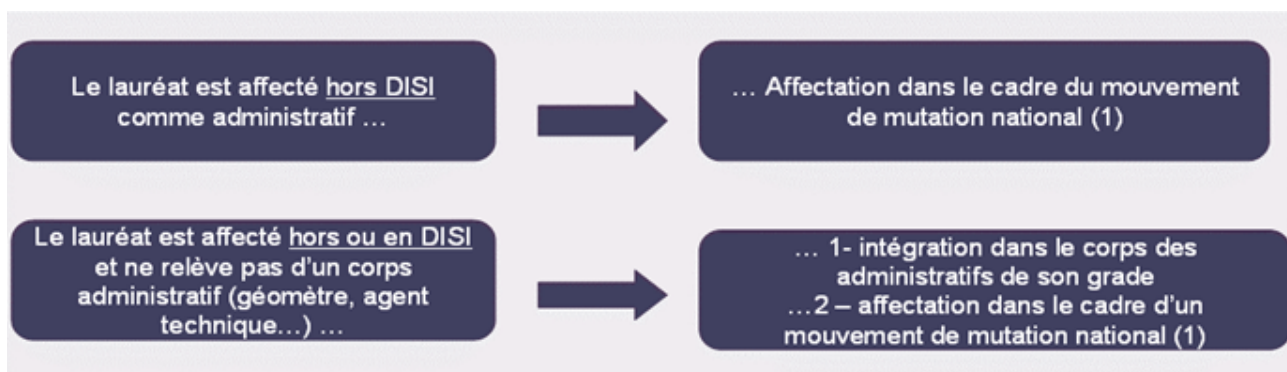 Le lauréat est affecté hors DISI
comme administratif ...
... Affectation dans le cadre du mouvement
de mutation national (1)
Le lauréat est affecté hors ou en DISI
et ne relève pas d'un corps
administratif (géomètre, agent
technique...) ...
... 1- intégration dans le corps des
administratifs de son grade
...2 – affectation dans le cadre d'un
mouvement de mutation national (1)